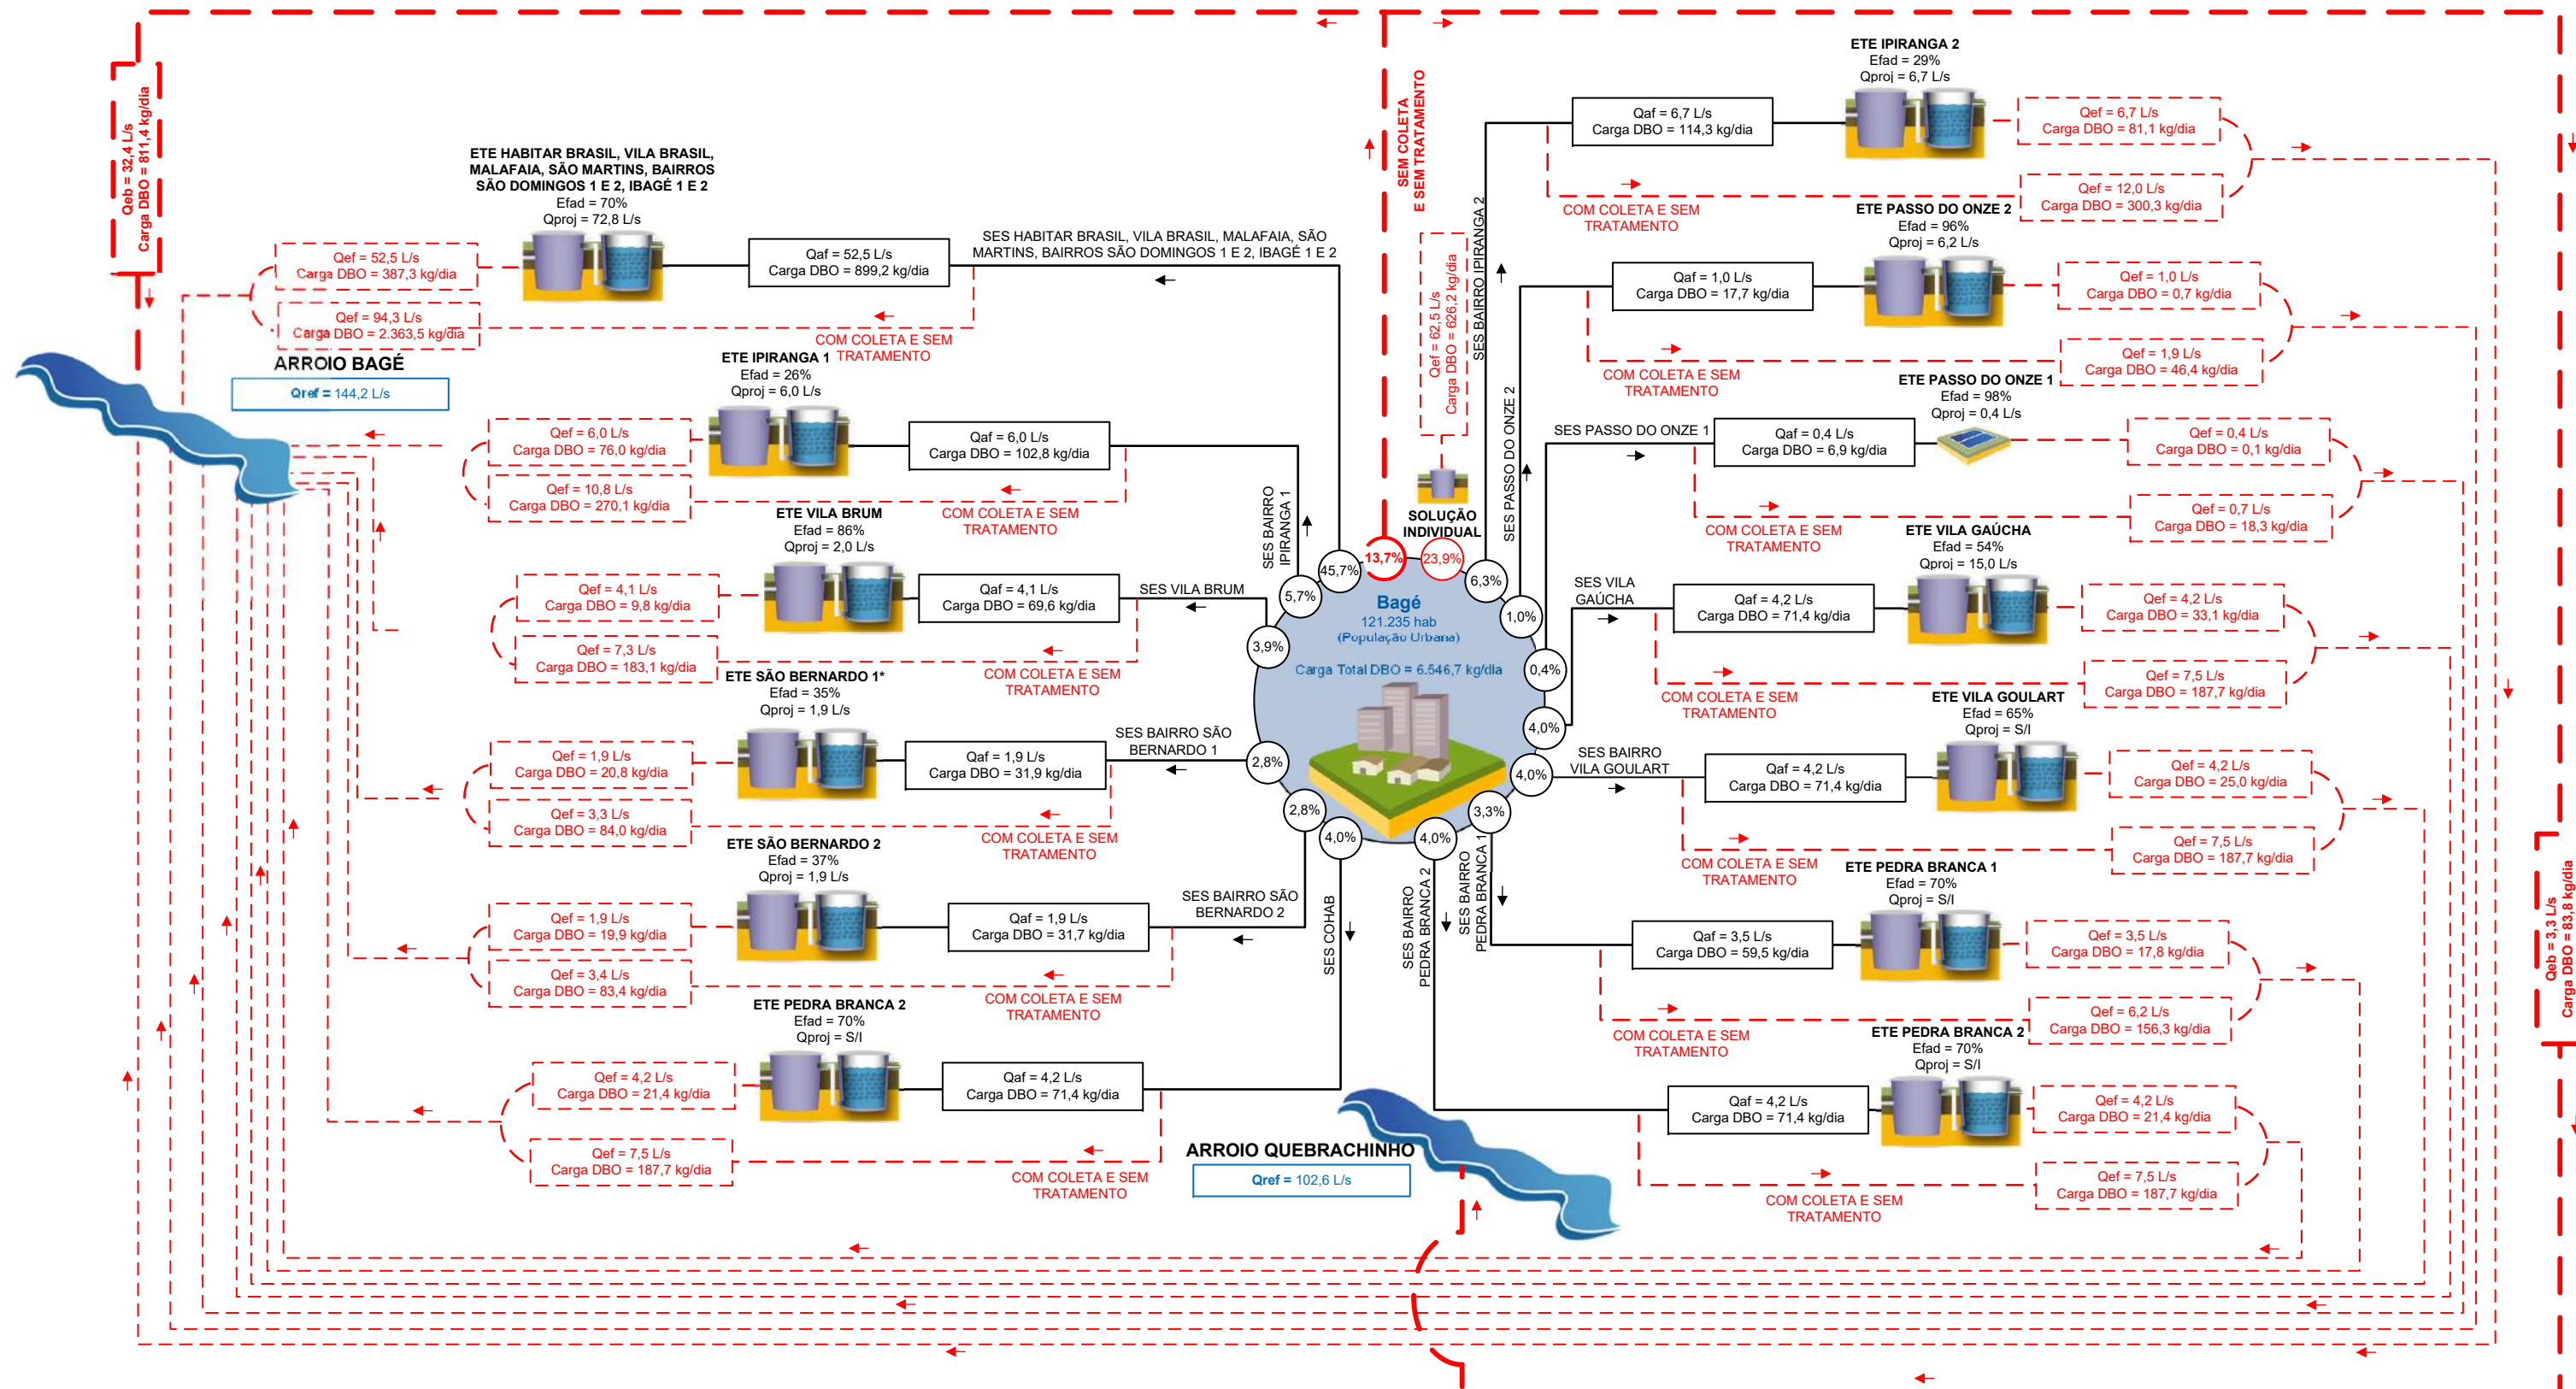 Qeb = 32,4 L/s
Carga DBO = 811,4 kg/dia
ETE HABITAR BRASIL, VILA BRASIL,
MALAFAIA, SÃO MARTINS, BAIRROS
SÃO DOMINGOS 1 E 2, IBAGÉ 1 E 2
Efad = 70%
Qproj = 72,8 L/s
Qef = 52,5 L/s
Carga DBO = 387,3 kg/dia
Qef = 94,3 L/s
Carga DBO = 2.363,5 kg/dia
Qaf = 52,5 L/s
Carga DBO = 899,2 kg/dia
SES HABITAR BRASIL, VILA BRASIL, MALAFAIA, SÃO
MARTINS, BAIRROS SÃO DOMINGOS 1 E 2, IBAGÉ 1 E 2
COM COLETA E SEM
TRATAMENTO
ARROIO BAGÉ
Qref = 144,2 L/s
ETE IPIRANGA 1
Efad = 26%
Qproj = 6,0 L/s
Qef = 6,0 L/s
Carga DBO = 76,0 kg/dia
Qef = 10,8 L/s
Carga DBO = 270,1 kg/dia
Qaf = 6,0 L/s
Carga DBO = 102,8 kg/dia
COM COLETA E SEM
TRATAMENTO
SES BAIRRO
IPIRANGA 1
ETE VILA BRUM
Efad = 86%
Qproj = 2,0 L/s
Qef = 4,1 L/s
Carga DBO = 9,8 kg/dia
Qef = 7,3 L/s
Carga DBO = 183,1 kg/dia
Qaf = 4,1 L/s
Carga DBO = 69,6 kg/dia
SES VILA BRUM
COM COLETA E SEM
TRATAMENTO
ETE SÃO BERNARDO 1*
Efad = 35%
Qproj = 1,9 L/s
Qef = 1,9 L/s
Carga DBO = 20,8 kg/dia
Qef = 3,3 L/s
Carga DBO = 84,0 kg/dia
Qaf = 1,9 L/s
Carga DBO = 31,9 kg/dia
SES BAIRRO SÃO
BERNARDO 1
COM COLETA E SEM
TRATAMENTO
ETE SÃO BERNARDO 2
Efad = 37%
Qproj = 1,9 L/s
Qef = 1,9 L/s
Carga DBO = 19,9 kg/dia
Qef = 3,4 L/s
Carga DBO = 83,4 kg/dia
Qaf = 1,9 L/s
Carga DBO = 31,7 kg/dia
SES BAIRRO SÃO
BERNARDO 2
COM COLETA E SEM
TRATAMENTO
ETE PEDRA BRANCA 2
Efad = 70%
Qproj = S/I
Qef = 4,2 L/s
Carga DBO = 21,4 kg/dia
Qef = 7,5 L/s
Carga DBO = 187,7 kg/dia
Qaf = 4,2 L/s
Carga DBO = 71,4 kg/dia
SES COHAB
COM COLETA E SEM
TRATAMENTO
SEM COLETA
E SEM TRATAMENTO
Qef = 62,5 L/s
Carga DBO = 626,2 kg/dia
SOLUÇÃO
INDIVIDUAL
45,7%
13,7%
23,9%
6,3%
5,7%
1,0%
3,9%
0,4%
4,0%
2,8%
4,0%
2,8%
3,3%
4,0%
4,0%
Bagé
121.235 hab
(População Urbana)
Carga Total DBO = 6.546,7 kg/dia
ETE IPIRANGA 2
Efad = 29%
Qproj = 6,7 L/s
Qaf = 6,7 L/s
Carga DBO = 114,3 kg/dia
Qef = 6,7 L/s
Carga DBO = 81,1 kg/dia
Qef = 12,0 L/s
Carga DBO = 300,3 kg/dia
COM COLETA E SEM
TRATAMENTO
SES BAIRRO IPIRANGA 2
ETE PASSO DO ONZE 2
Efad = 96%
Qproj = 6,2 L/s
Qaf = 1,0 L/s
Carga DBO = 17,7 kg/dia
Qef = 1,0 L/s
Carga DBO = 0,7 kg/dia
Qef = 1,9 L/s
Carga DBO = 46,4 kg/dia
COM COLETA E SEM
TRATAMENTO
SES PASSO DO ONZE 2
ETE PASSO DO ONZE 1
Efad = 98%
Qproj = 0,4 L/s
SES PASSO DO ONZE 1
Qaf = 0,4 L/s
Carga DBO = 6,9 kg/dia
Qef = 0,4 L/s
Carga DBO = 0,1 kg/dia
Qef = 0,7 L/s
Carga DBO = 18,3 kg/dia
COM COLETA E SEM
TRATAMENTO
ETE VILA GAÚCHA
Efad = 54%
Qproj = 15,0 L/s
SES VILA
GAÚCHA
Qaf = 4,2 L/s
Carga DBO = 71,4 kg/dia
Qef = 4,2 L/s
Carga DBO = 33,1 kg/dia
Qef = 7,5 L/s
Carga DBO = 187,7 kg/dia
COM COLETA E SEM
TRATAMENTO
ETE VILA GOULART
Efad = 65%
Qproj = S/I
SES BAIRRO
VILA GOULART
Qaf = 4,2 L/s
Carga DBO = 71,4 kg/dia
Qef = 4,2 L/s
Carga DBO = 25,0 kg/dia
Qef = 7,5 L/s
Carga DBO = 187,7 kg/dia
COM COLETA E SEM
TRATAMENTO
ETE PEDRA BRANCA 1
Efad = 70%
Qproj = S/I
SES BAIRRO
PEDRA BRANCA 1
Qaf = 3,5 L/s
Carga DBO = 59,5 kg/dia
Qef = 3,5 L/s
Carga DBO = 17,8 kg/dia
Qef = 6,2 L/s
Carga DBO = 156,3 kg/dia
COM COLETA E SEM
TRATAMENTO
ETE PEDRA BRANCA 2
Efad = 70%
Qproj = S/I
SES BAIRRO
PEDRA BRANCA 2
Qaf = 4,2 L/s
Carga DBO = 71,4 kg/dia
Qef = 4,2 L/s
Carga DBO = 21,4 kg/dia
Qef = 7,5 L/s
Carga DBO = 187,7 kg/dia
COM COLETA E SEM
TRATAMENTO
ARROIO QUEBRACHINHO
Qref = 102,6 L/s
Qeb = 3,3 L/s
Carga DBO = 83,8 kg/dia